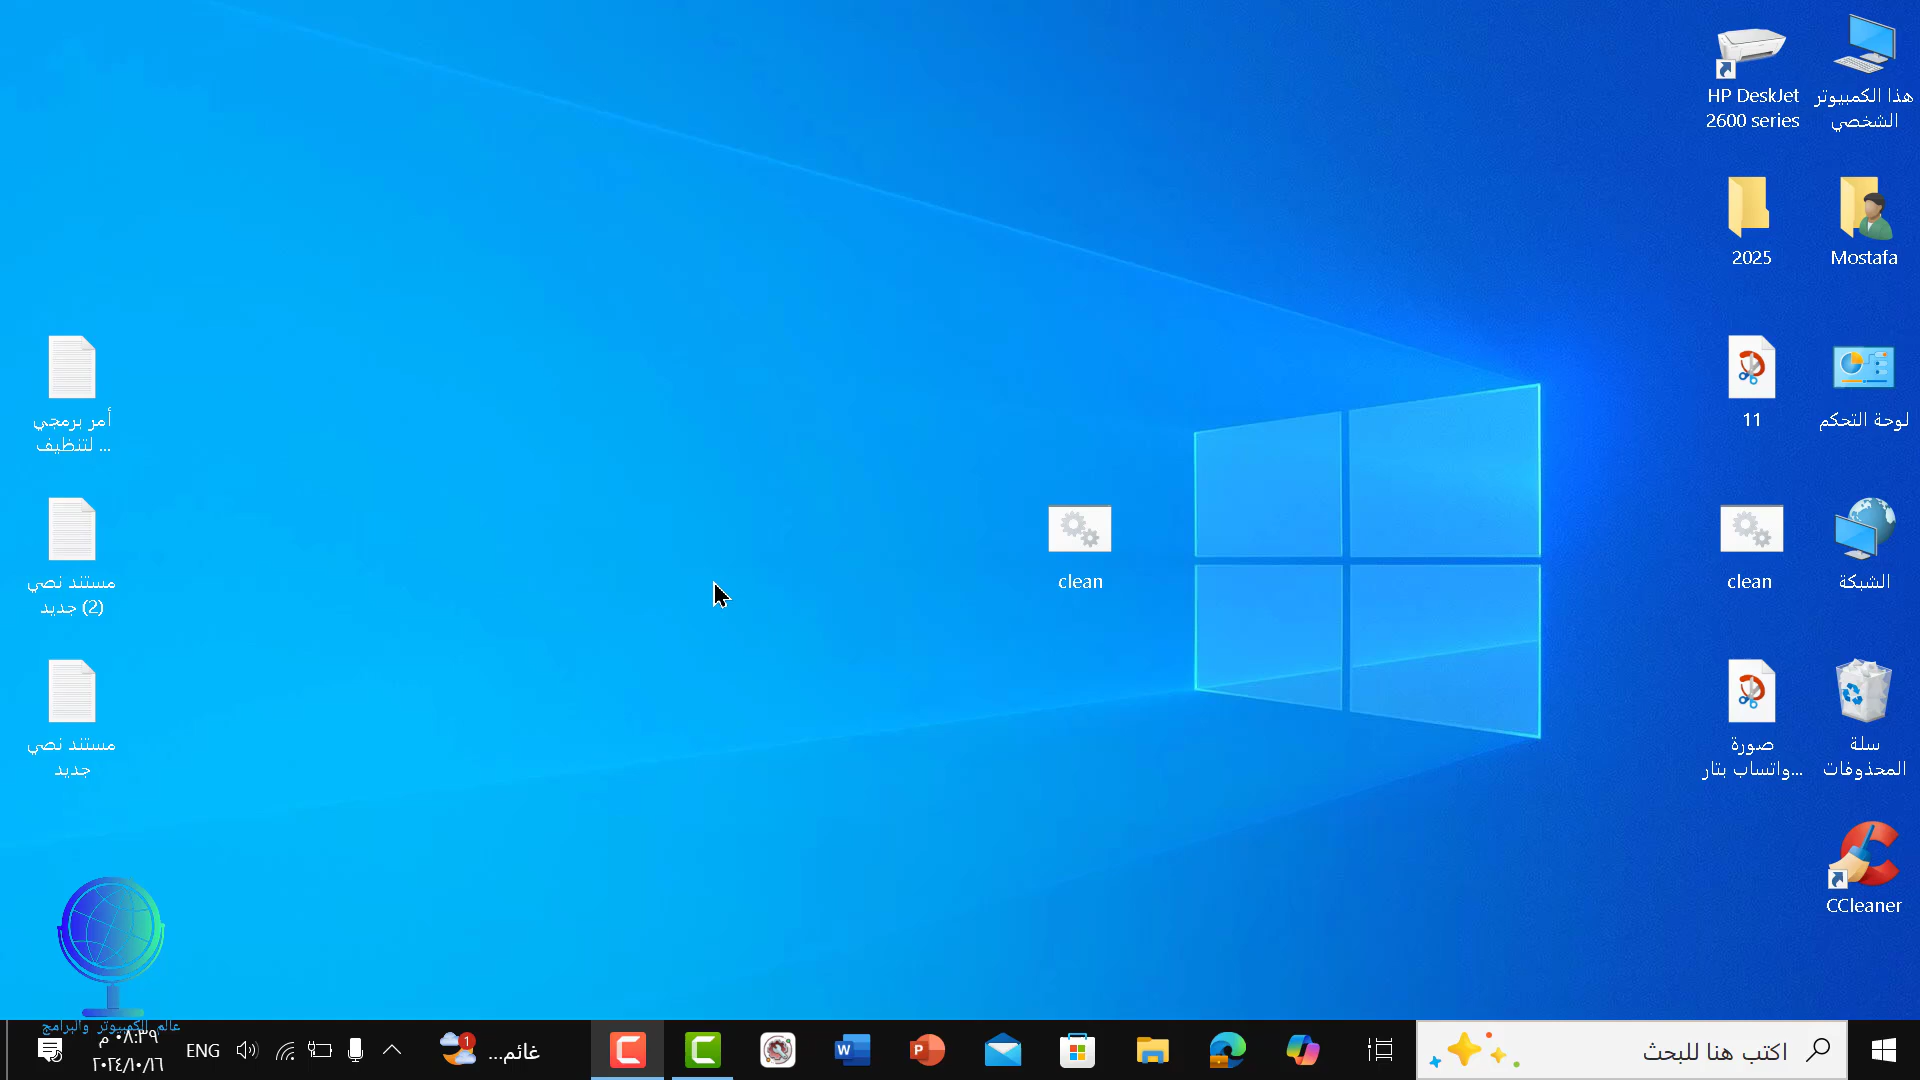 هذا الكمبيوتر
الشخصي
HP DeskJet
2600 series
Mostafa
2025
لوحة التحكم
11
أمر برمجي
لتنظيف ...
الشبكة
clean
clean
مستند نصي
جديد (2)
سلة
المحذوفات
صورة
واتساب بتار...
مستند نصي
جديد
CCleaner
عالم الكمبيوتر والبرامج
اكتب هنا للبحث
غائم...
1
ENG
٠٨:٣٩ م
٢٠٢٤/١٠/١٦